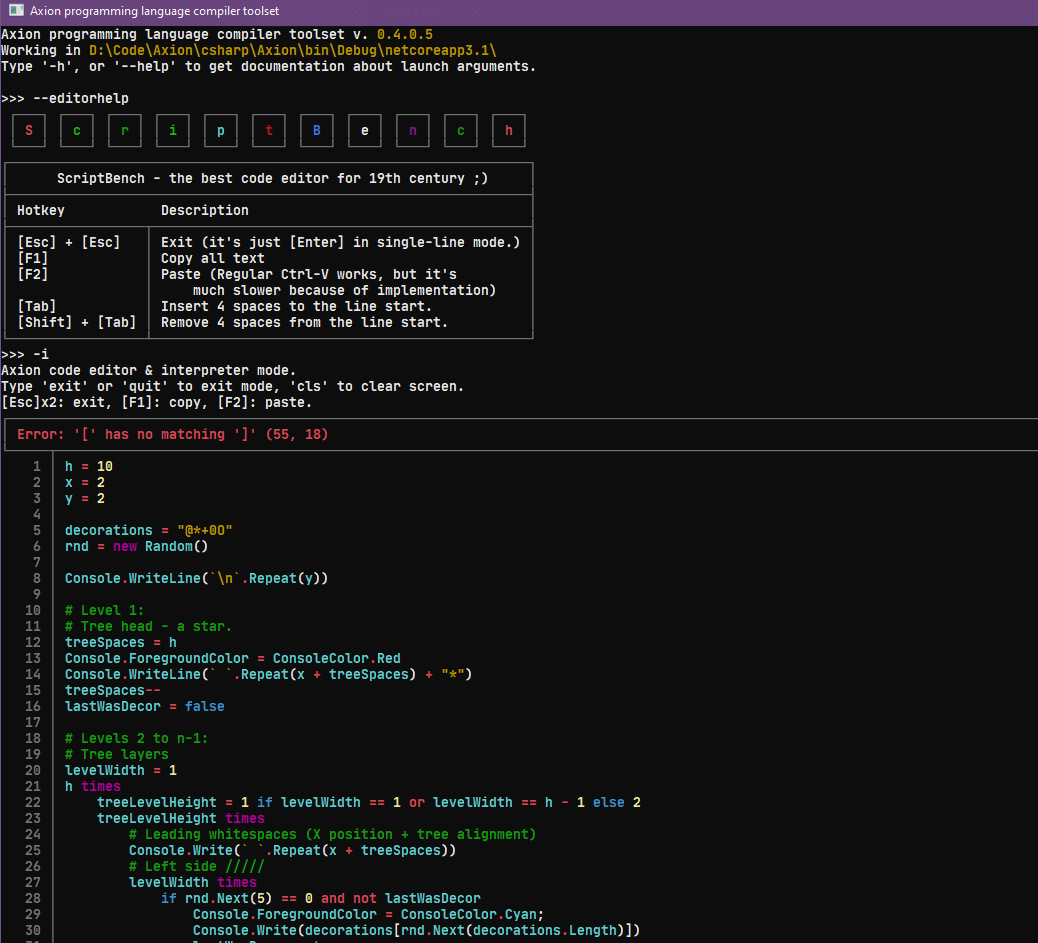 Axion programming language compiler toolset
Axion programming language compiler toolset v. 0.4.0.5
Working in D:\Code\Axion\csharp\Axion\bin\Debug\netcoreapp3.1\
Type '-h', or '--help' to get documentation about launch arguments.
>>> --editorhelp
S c r i p t B e n c h
ScriptBench - the best code editor for 19th century ;)
Hotkey Description
[Esc] + [Esc] Exit (it's just [Enter] in single-line mode.)
[F1] Copy all text
[F2] Paste (Regular Ctrl-V works, but it's
much slower because of implementation)
[Tab] Insert 4 spaces to the line start.
[Shift] + [Tab] Remove 4 spaces from the line start.
>>> -i
Axion code editor & interpreter mode.
Type 'exit' or 'quit' to exit mode, 'cls' to clear screen.
[Esc]x2: exit, [F1]: copy, [F2]: paste.
Error: '[' has no matching ']' (55, 18)
1 h = 10
2 x = 2
3 y = 2
4
5 decorations = "@*+0O"
6 rnd = new Random()
7
8 Console.WriteLine(`\n`.Repeat(y))
9
10 # Level 1:
11 # Tree head - a star.
12 treeSpaces = h
13 Console.ForegroundColor = ConsoleColor.Red
14 Console.WriteLine(` `.Repeat(x + treeSpaces) + "*")
15 treeSpaces--
16 lastWasDecor = false
17
18 # Levels 2 to n-1:
19 # Tree layers
20 levelWidth = 1
21 h times
22 treeLevelHeight = 1 if levelWidth == 1 or levelWidth == h - 1 else 2
23 treeLevelHeight times
24 # Leading whitespaces (X position + tree alignment)
25 Console.Write(` `.Repeat(x + treeSpaces))
26 # Left side /////
27 levelWidth times
28 if rnd.Next(5) == 0 and not lastWasDecor
29 Console.ForegroundColor = ConsoleColor.Cyan;
30 Console.Write(decorations[rnd.Next(decorations.Length)])